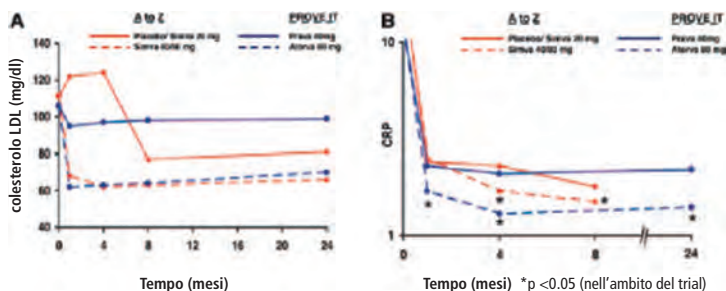 A
A to Z PROVE IT
Placebo/ Simva 20 mg Prava 40mg
Simva 40/80 mg Atorva 80 mg
colesterolo LDL (mg/dl)
140
120
100
80
60
40
0 4 8 12 16 20 24
Tempo (mesi)
B
A to Z PROVE IT
Placebo/ Simva 20 mg Prava 40mg
Simva 40/80 mg Atorva 80 mg
CRP
10
1
* * * * *
0 4 8 24
Tempo (mesi) *p <0.05 (nell'ambito del trial)